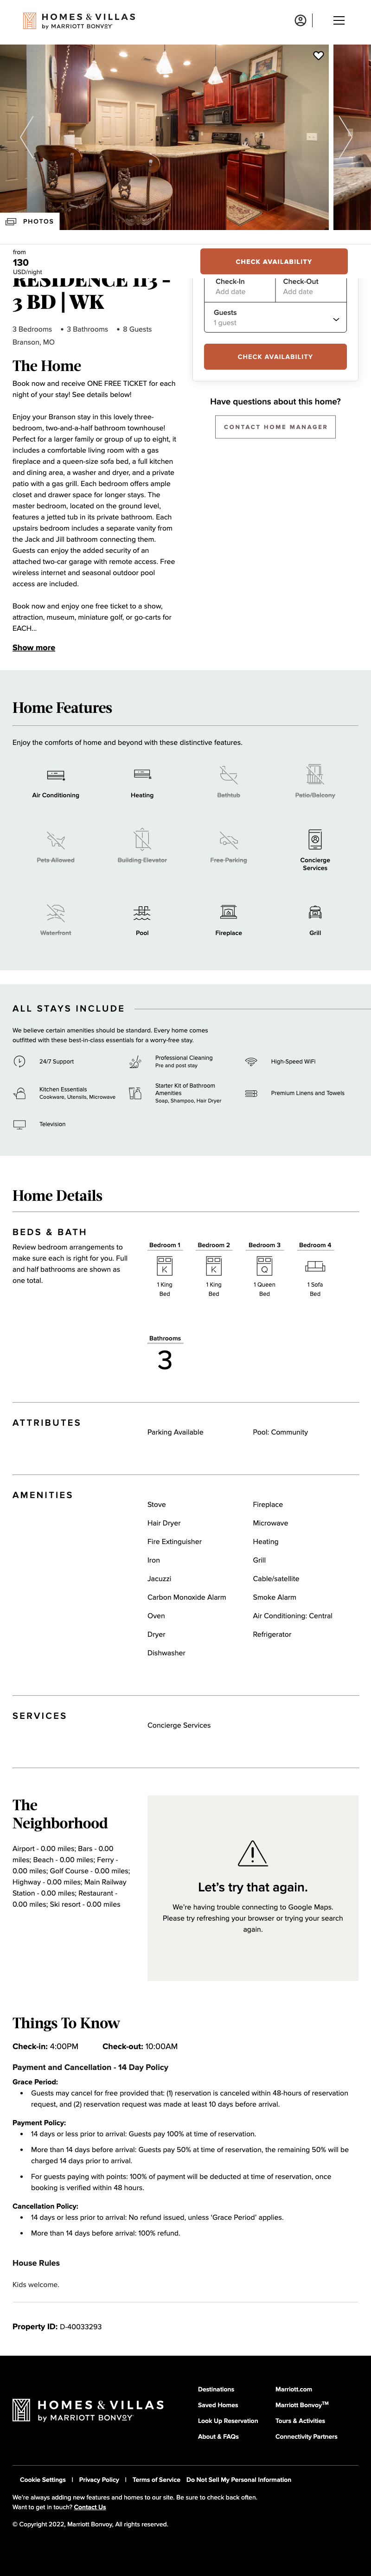 HOMES & VILLAS
by MARRIOTT BONVOY
PHOTOS
from
130
USD/night
CHECK AVAILABILITY
RESIDENCE 113 -
3 BD | WK
3 Bedrooms • 3 Bathrooms • 8 Guests
Branson, MO
Check-In
Add date
Check-Out
Add date
Guests
1 guest
CHECK AVAILABILITY
Have questions about this home?
CONTACT HOME MANAGER
The Home
Book now and receive ONE FREE TICKET for each
night of your stay! See details below!
Enjoy your Branson stay in this lovely three-
bedroom, two-and-a-half bathroom townhouse!
Perfect for a larger family or group of up to eight, it
includes a comfortable living room with a gas
fireplace and a queen-size sofa bed, a full kitchen
and dining area, a washer and dryer, and a private
patio with a gas grill. Each bedroom offers ample
closet and drawer space for longer stays. The
master bedroom, located on the ground level,
features a jetted tub in its private bathroom. Each
upstairs bedroom includes a separate vanity from
the Jack and Jill bathroom connecting them.
Guests can enjoy the added security of an
attached two-car garage with remote access. Free
wireless internet and seasonal outdoor pool
access are included.
Book now and enjoy one free ticket to a show,
attraction, museum, miniature golf, or go-carts for
EACH...
Show more
Home Features
Enjoy the comforts of home and beyond with these distinctive features.
Air Conditioning
Heating
Bathtub
Patio/Balcony
Pets Allowed
Building Elevator
Free Parking
Concierge
Services
Waterfront
Pool
Fireplace
Grill
ALL STAYS INCLUDE
We believe certain amenities should be standard. Every home comes
outfitted with these best-in-class essentials for a worry-free stay.
24/7 Support
Professional Cleaning
Pre and post stay
High-Speed WiFi
Kitchen Essentials
Cookware, Utensils, Microwave
Starter Kit of Bathroom
Amenities
Soap, Shampoo, Hair Dryer
Premium Linens and Towels
Television
Home Details
BEDS & BATH
Review bedroom arrangements to
make sure each is right for you. Full
and half bathrooms are shown as
one total.
Bedroom 1
K
1 King
Bed
Bedroom 2
K
1 King
Bed
Bedroom 3
Q
1 Queen
Bed
Bedroom 4
1 Sofa
Bed
Bathrooms
3
ATTRIBUTES
Parking Available
Pool: Community
AMENITIES
Stove
Fireplace
Hair Dryer
Microwave
Fire Extinguisher
Heating
Iron
Grill
Jacuzzi
Cable/satellite
Carbon Monoxide Alarm
Smoke Alarm
Oven
Air Conditioning: Central
Dryer
Refrigerator
Dishwasher
SERVICES
Concierge Services
The
Neighborhood
Airport - 0.00 miles; Bars - 0.00
miles; Beach - 0.00 miles; Ferry -
0.00 miles; Golf Course - 0.00 miles;
Highway - 0.00 miles; Main Railway
Station - 0.00 miles; Restaurant -
0.00 miles; Ski resort - 0.00 miles
Let's try that again.
We're having trouble connecting to Google Maps.
Please try refreshing your browser or trying your search
again.
Things To Know
Check-in: 4:00PM
Check-out: 10:00AM
Payment and Cancellation - 14 Day Policy
Grace Period:
• Guests may cancel for free provided that: (1) reservation is canceled within 48-hours of reservation
request, and (2) reservation request was made at least 10 days before arrival.
Payment Policy:
• 14 days or less prior to arrival: Guests pay 100% at time of reservation.
• More than 14 days before arrival: Guests pay 50% at time of reservation, the remaining 50% will be
charged 14 days prior to arrival.
• For guests paying with points: 100% of payment will be deducted at time of reservation, once
booking is verified within 48 hours.
Cancellation Policy:
• 14 days or less prior to arrival: No refund issued, unless 'Grace Period' applies.
• More than 14 days before arrival: 100% refund.
House Rules
Kids welcome.
Property ID: D-40033293
HOMES & VILLAS
by MARRIOTT BONVOY
Destinations
Saved Homes
Look Up Reservation
About & FAQs
Marriott.com
Marriott Bonvoy™
Tours & Activities
Connectivity Partners
Cookie Settings | Privacy Policy | Terms of Service Do Not Sell My Personal Information
We're always adding new features and homes to our site. Be sure to check back often.
Want to get in touch? Contact Us
© Copyright 2022, Marriott Bonvoy, All rights reserved.